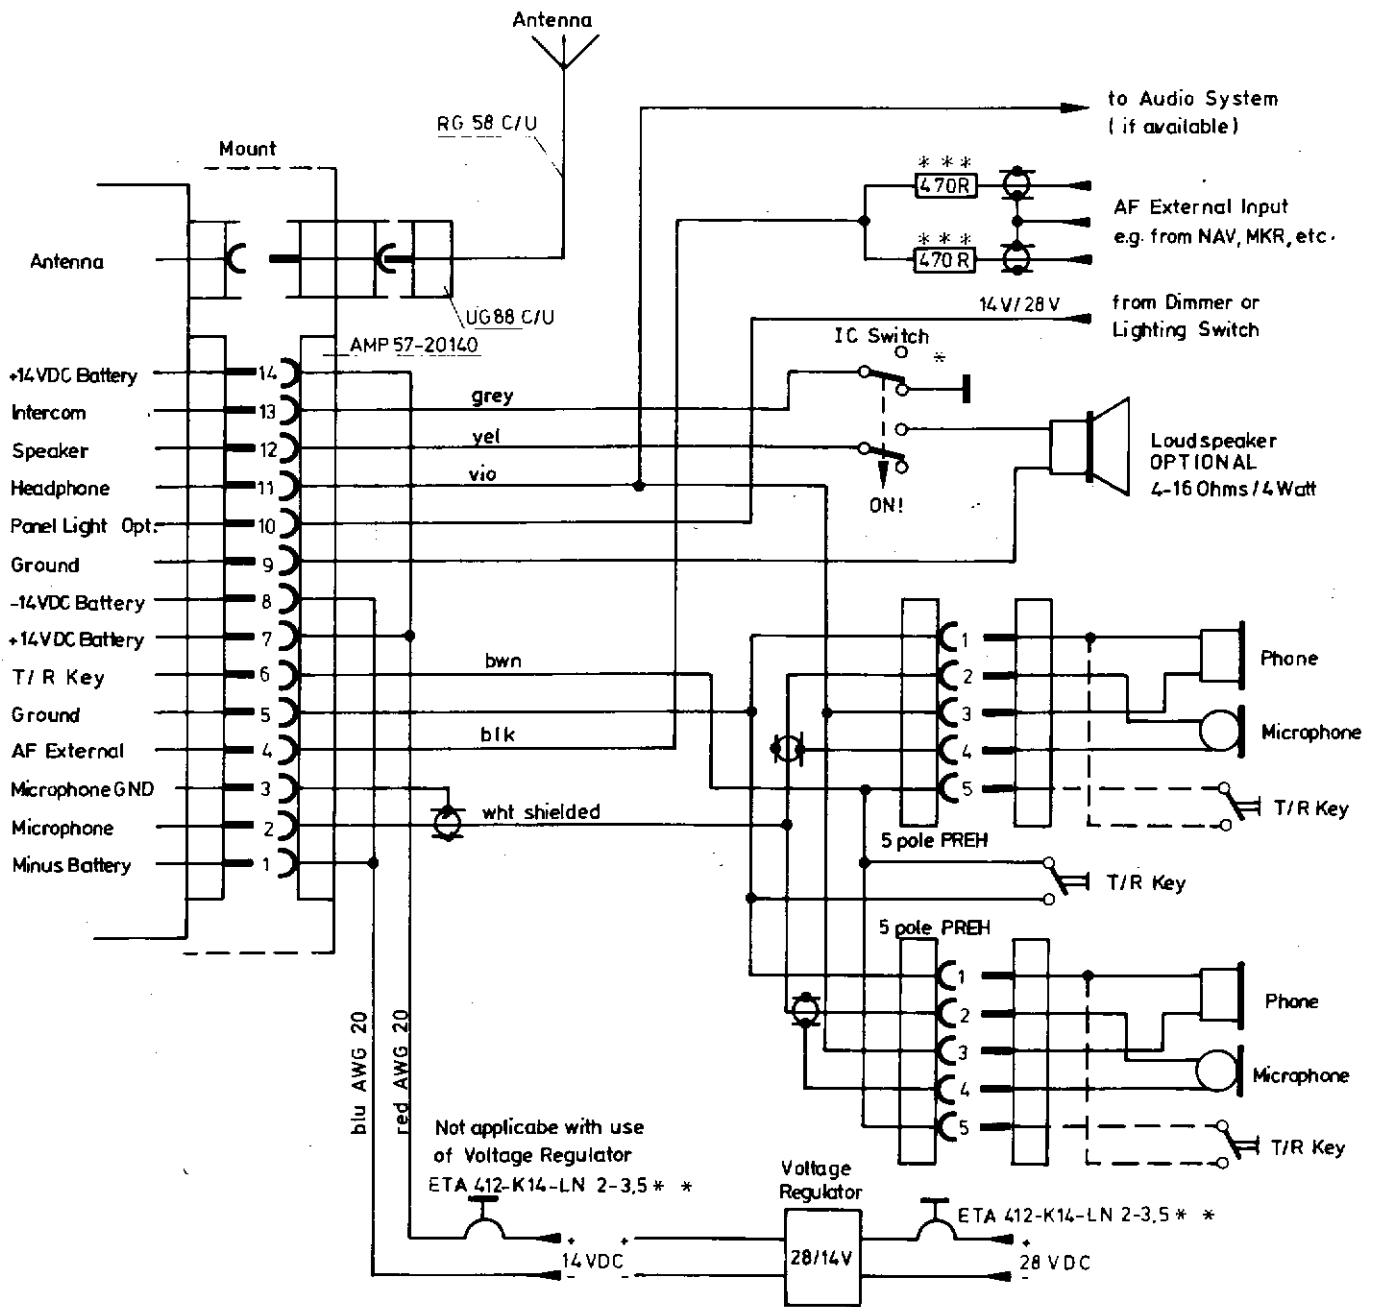 Antenna
RG 58 C/U
to Audio System
( if available)
Mount
* * *
470R
AF External Input
e.g. from NAV, MKR, etc.
* * *
470 R
Antenna
UG88 C/U
14V/28V
from Dimmer or
Lighting Switch
AMP 57-20140
IC Switch
*
+14VDC Battery
14
Intercom
13
grey
Speaker
12
yel
Headphone
11
vio
Panel Light Opt.
10
Ground
9
-14VDC Battery
8
+14VDC Battery
7
T/R Key
6
bwn
Ground
5
AF External
4
blk
Microphone GND
3
Microphone
2
wht shielded
Minus Battery
1
ON!
Loudspeaker
OPTIONAL
4-16 Ohms/4 Watt
1
2
3
4
5
Phone
Microphone
T/R Key
5 pole PREH
T/R Key
5 pole PREH
1
2
3
4
5
Phone
Microphone
T/R Key
blu AWG 20
red AWG 20
Not applicabe with use
of Voltage Regulator
ETA 412-K14-LN 2-3,5 * *
Voltage
Regulator
28/14V
ETA 412-K14-LN 2-3,5 * *
+ +
14VDC
- -
+
28 VDC
-